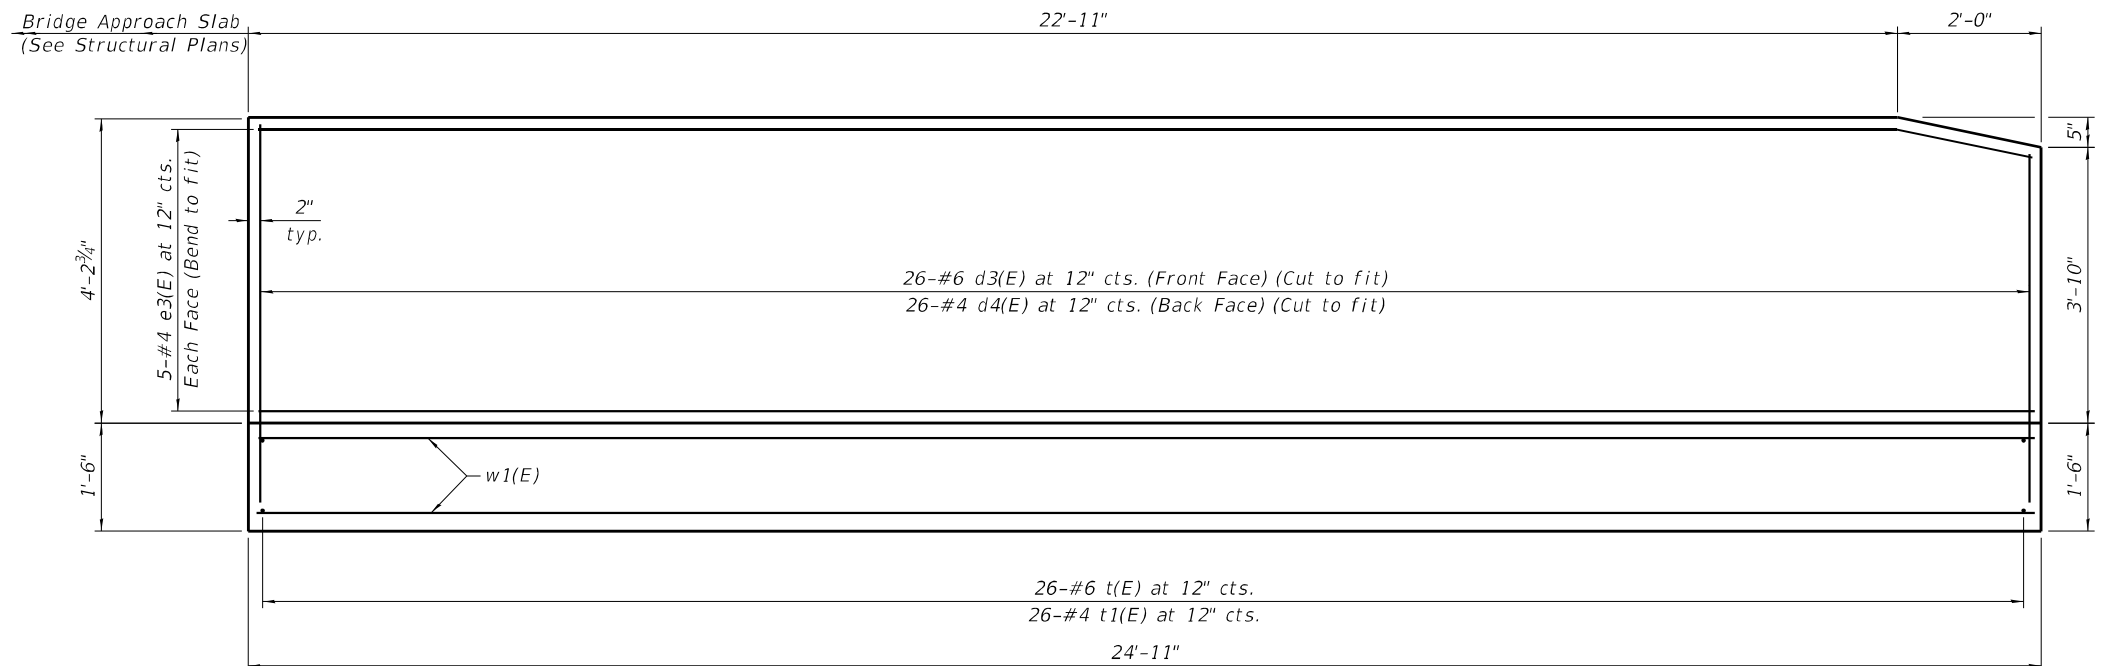 Bridge Approach Slab
(See Structural Plans)
22'-11"
2'-0"
5"
4'-2¾"
5-#4 e3(E) at 12" cts.
Each Face (Bend to fit)
2"
typ.
26-#6 d3(E) at 12" cts. (Front Face) (Cut to fit)
26-#4 d4(E) at 12" cts. (Back Face) (Cut to fit)
3'-10"
1'-6"
w1(E)
1'-6"
26-#6 t(E) at 12" cts.
26-#4 t1(E) at 12" cts.
24'-11"